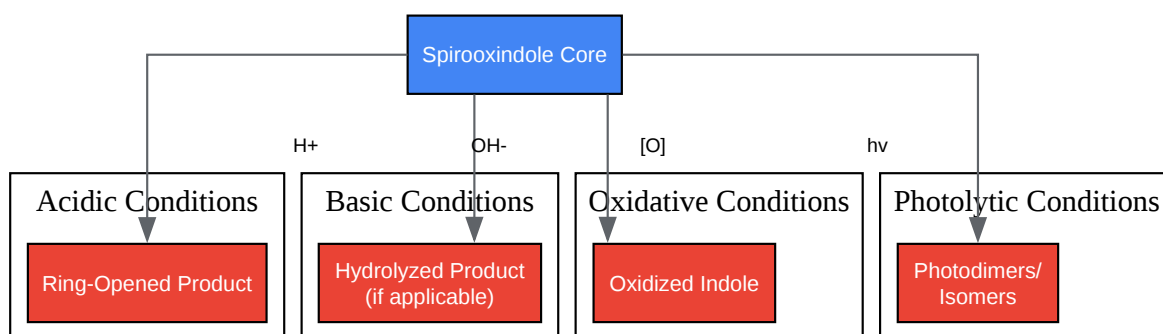 Spirooxindole Core
H+
OH-
[O]
hv
Acidic Conditions
Basic Conditions
Oxidative Conditions
Photolytic Conditions
Ring-Opened Product
Hydrolyzed Product
(if applicable)
Oxidized Indole
Photodimers/
Isomers